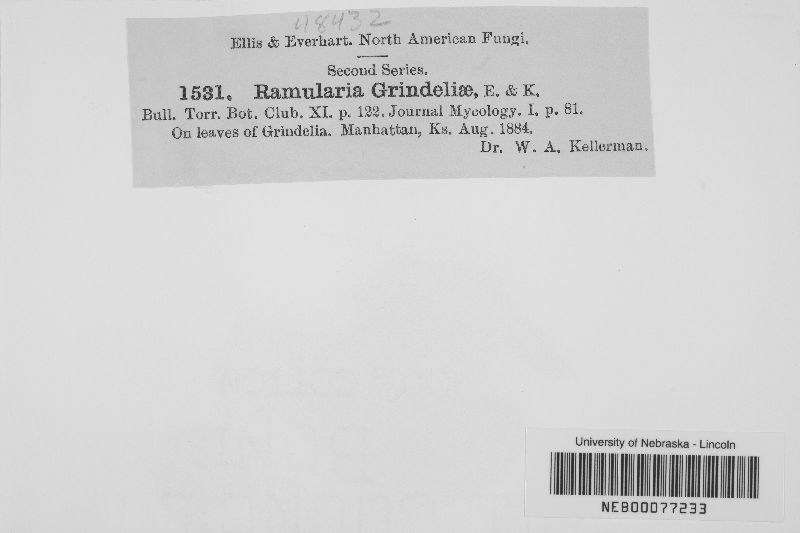 48432
Ellis & Everhart. North American Fungi.
Second Series.
1531. Ramularia Grindeliæ, E. & K.
Bull. Torr. Bot. Club. XI. p. 122. Journal Mycology. I. p. 81.
On leaves of Grindelia. Manhattan, Ks. Aug. 1884.
Dr. W. A. Kellerman.
University of Nebraska - Lincoln
NEB00077233